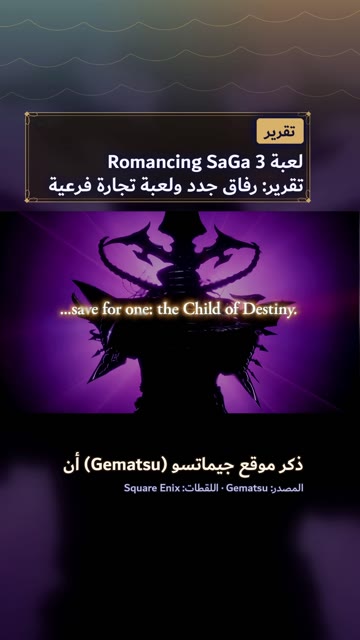 تقرير
لعبة Romancing SaGa 3
تقرير: رفاق جدد ولعبة تجارة فرعية
...save for one: the Child of Destiny.
ذكر موقع جيماتسو (Gematsu) أن
المصدر: Gematsu · اللقطات: Square Enix